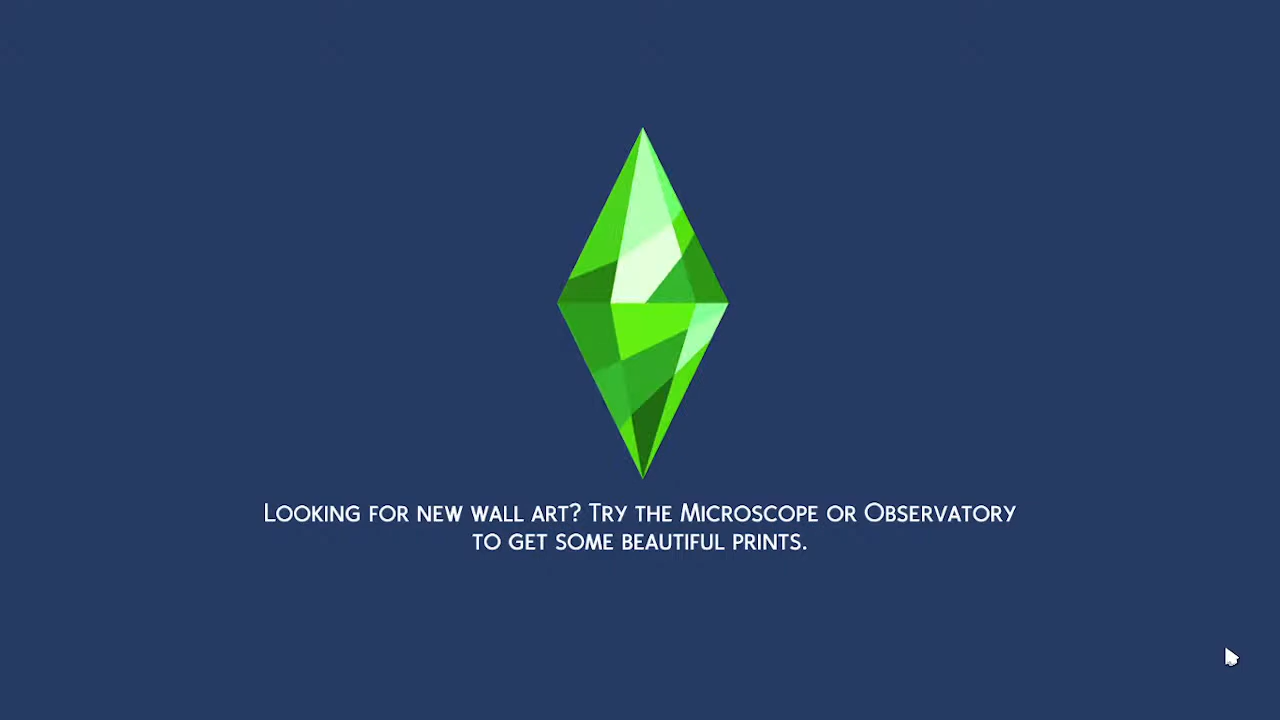 Looking for new wall art? Try the Microscope or Observatory
to get some beautiful prints.